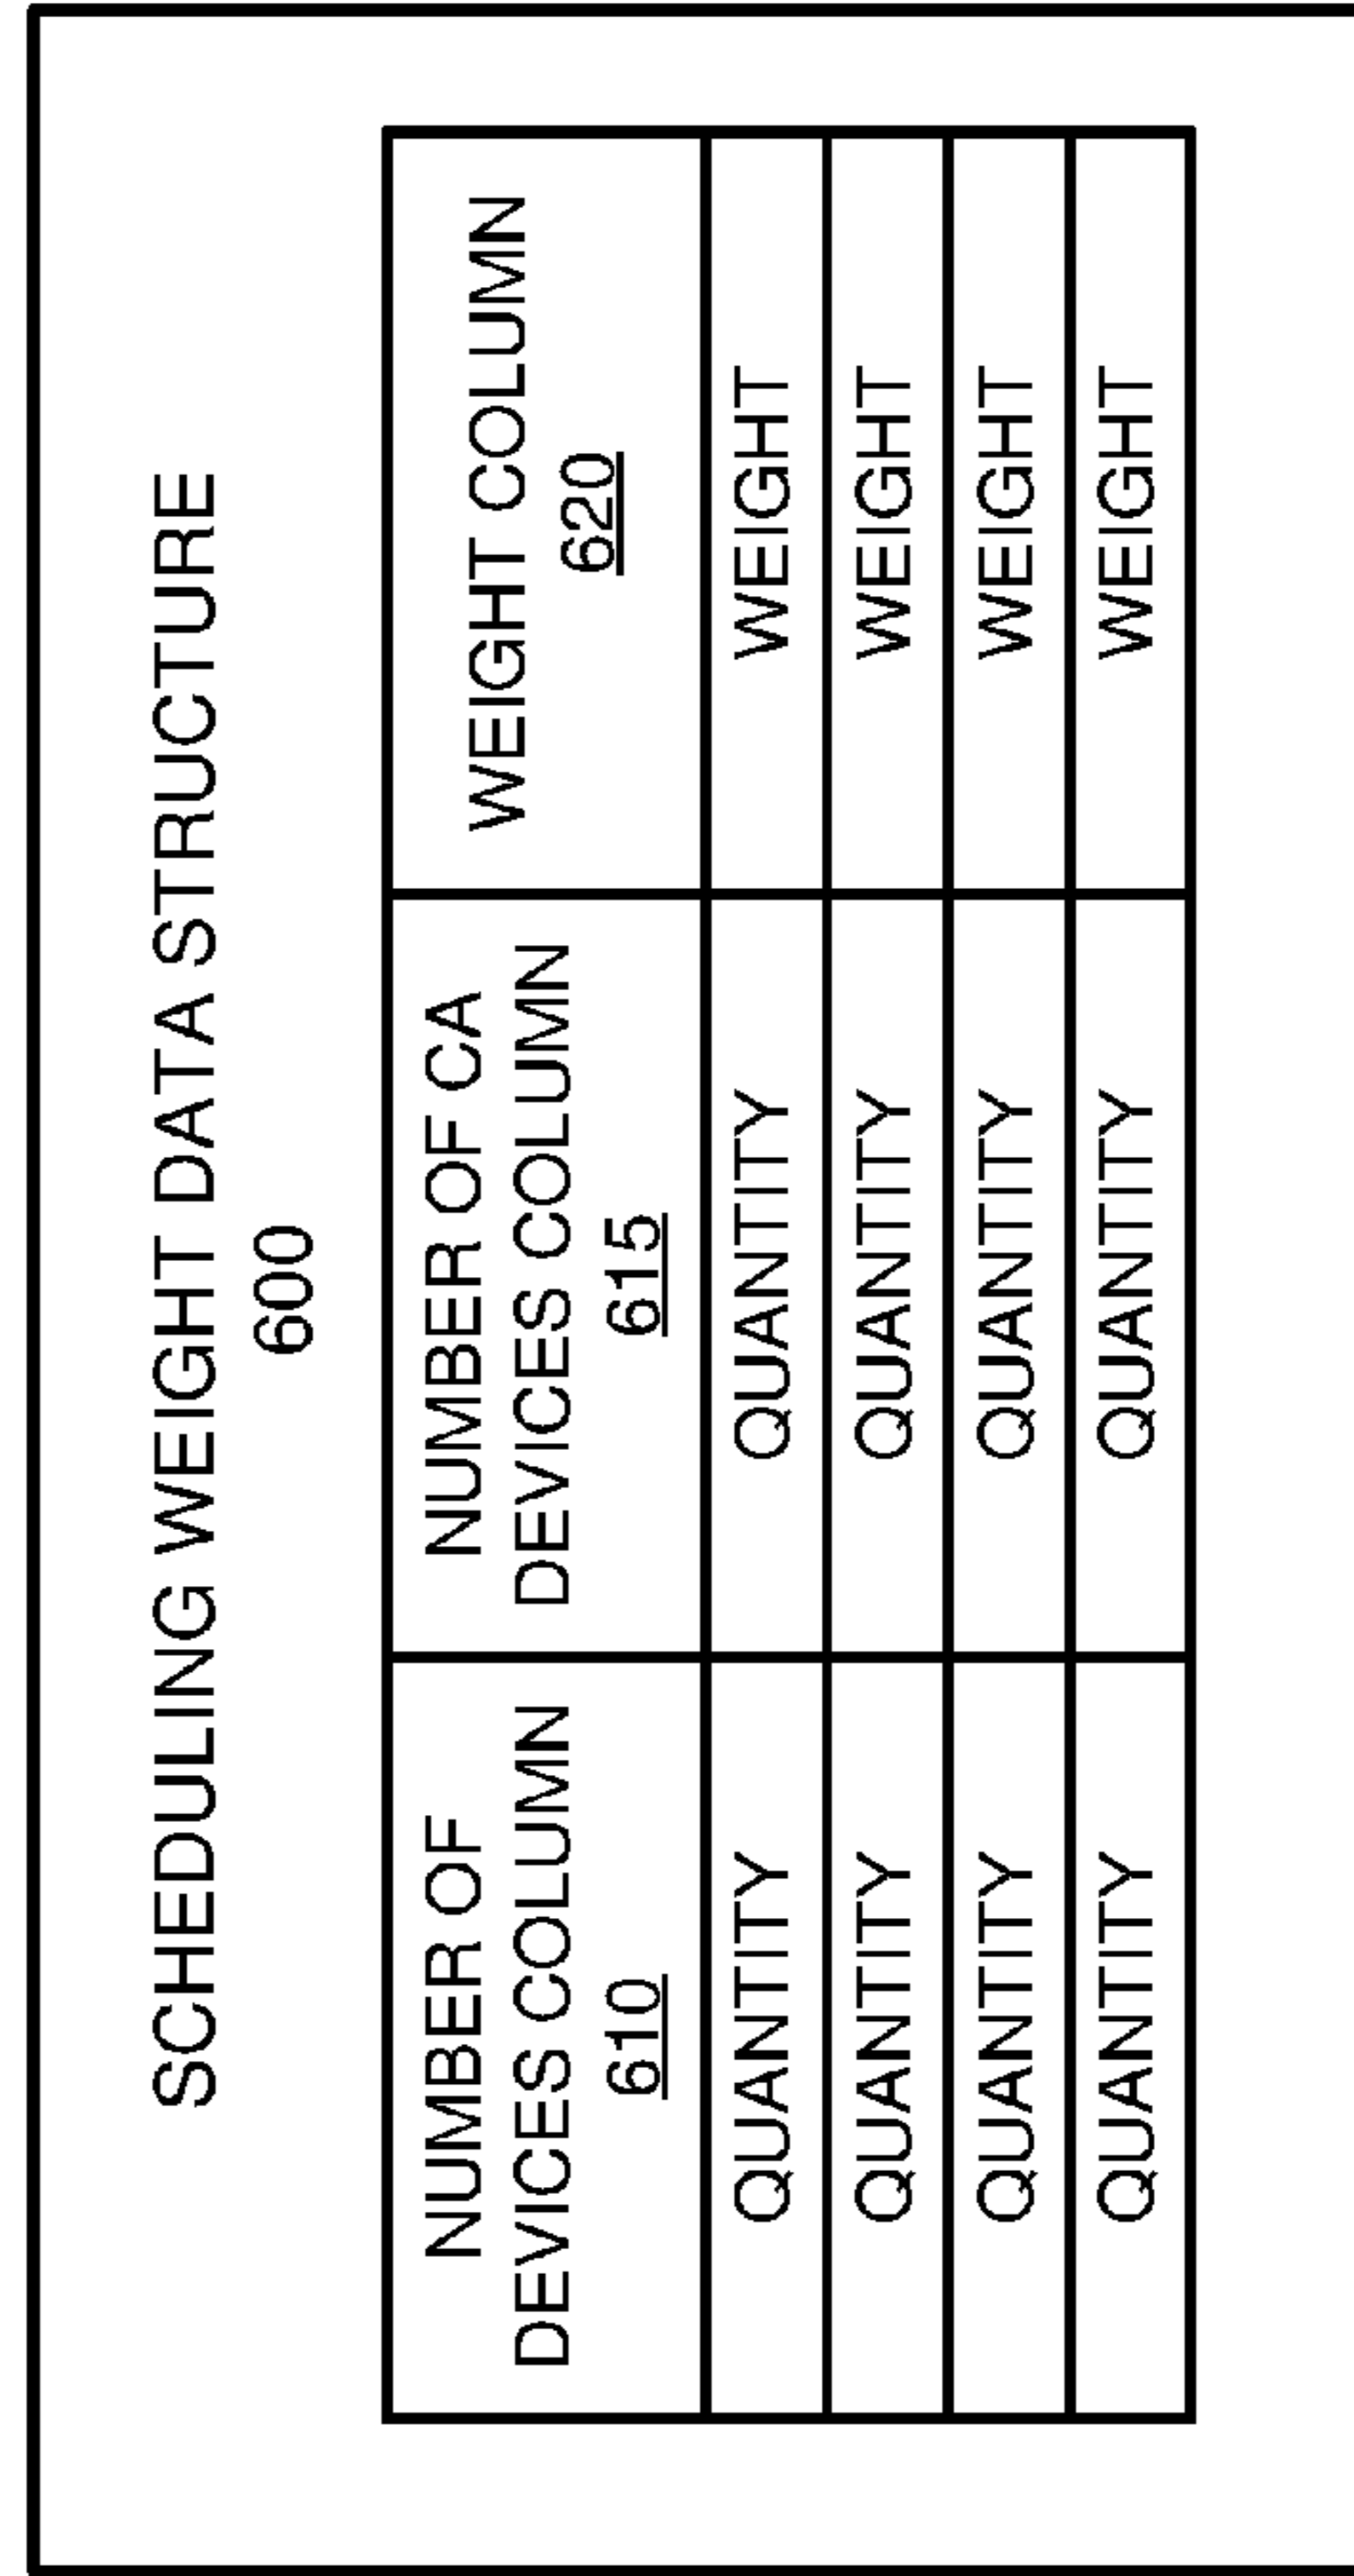 SCHEDULING WEIGHT DATA STRUCTURE
600
NUMBER OF
DEVICES COLUMN
610
NUMBER OF CA
DEVICES COLUMN
615
WEIGHT COLUMN
620
QUANTITY
QUANTITY
WEIGHT
QUANTITY
QUANTITY
WEIGHT
QUANTITY
QUANTITY
WEIGHT
QUANTITY
QUANTITY
WEIGHT